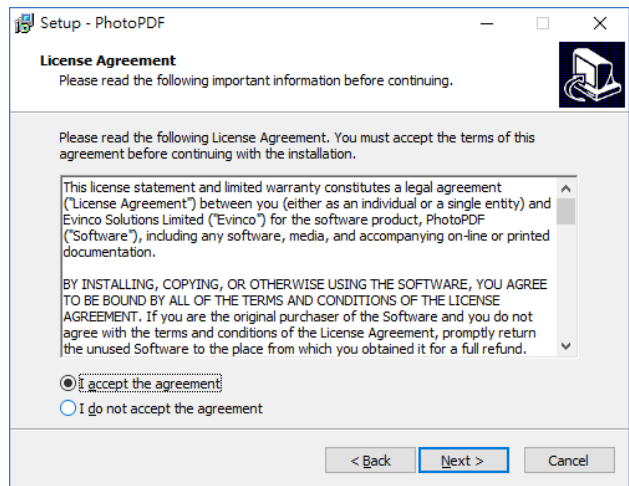 Setup - PhotoPDF
License Agreement
Please read the following important information before continuing.
Please read the following License Agreement. You must accept the terms of this
agreement before continuing with the installation.
This license statement and limited warranty constitutes a legal agreement
("License Agreement") between you (either as an individual or a single entity) and
Evinco Solutions Limited ("Evinco") for the software product, PhotoPDF
("Software"), including any software, media, and accompanying on-line or printed
documentation.
BY INSTALLING, COPYING, OR OTHERWISE USING THE SOFTWARE, YOU AGREE
TO BE BOUND BY ALL OF THE TERMS AND CONDITIONS OF THE LICENSE
AGREEMENT. If you are the original purchaser of the Software and you do not
agree with the terms and conditions of the License Agreement, promptly return
the unused Software to the place from which you obtained it for a full refund.
I accept the agreement
I do not accept the agreement
< Back
Next >
Cancel